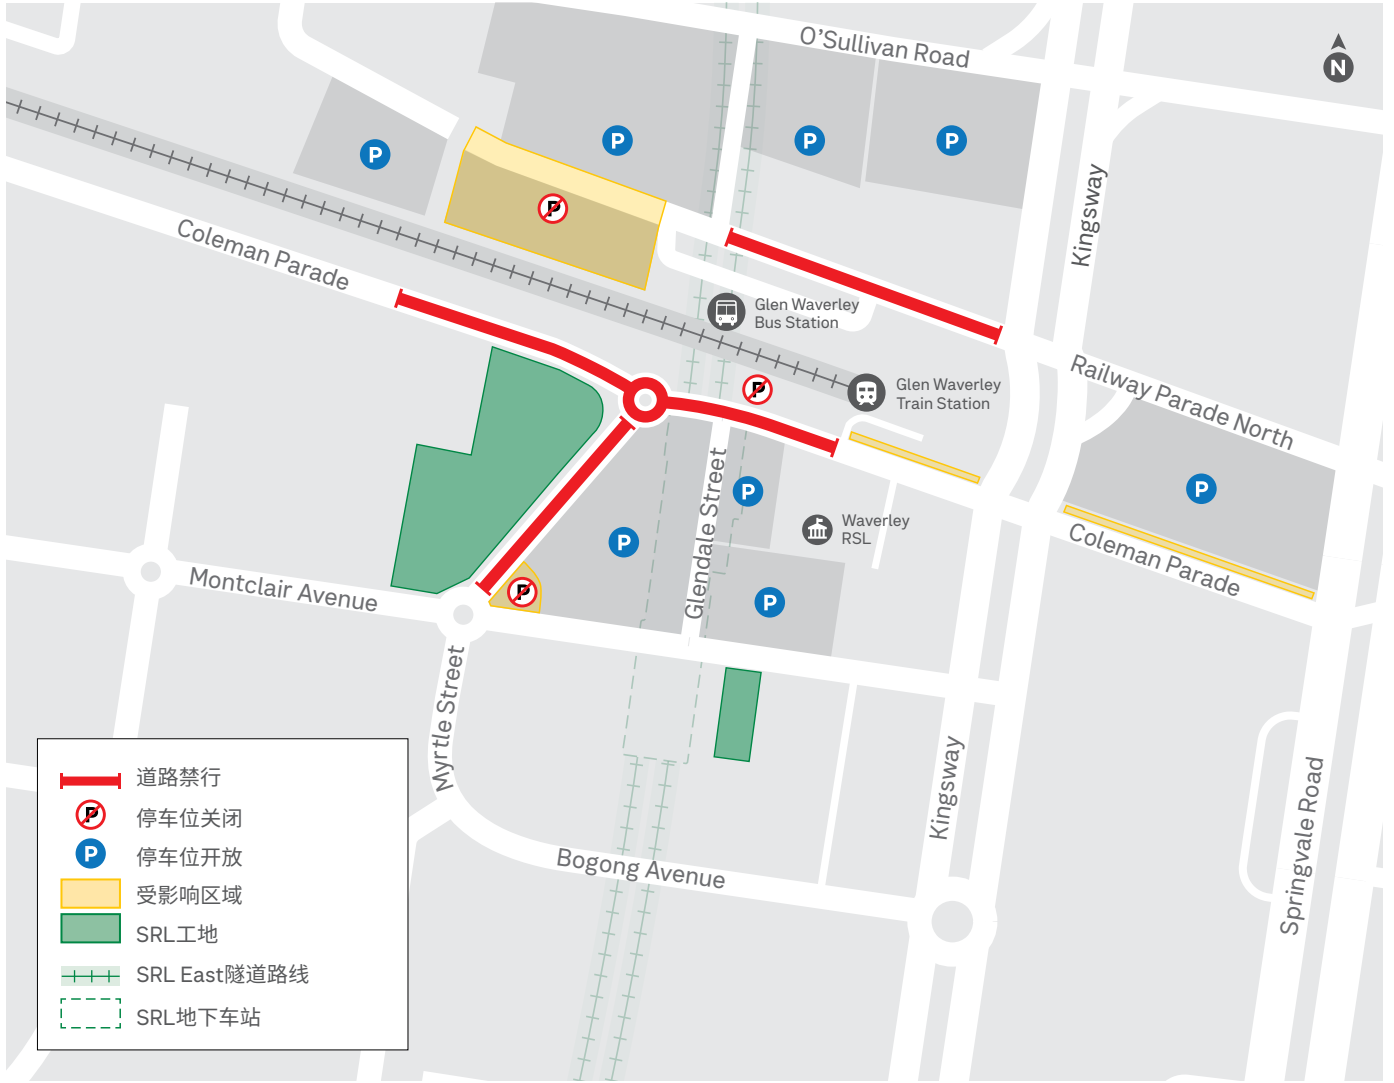 O'Sullivan Road
N
P
P
P
P
Kingsway
P
Coleman Parade
Glen Waverley
Bus Station
Railway Parade North
P
Glen Waverley
Train Station
Glendale Street
P
P
P
Waverley
RSL
Coleman Parade
P
P
P
Montclair Avenue
Myrtle Street
Kingsway
Springvale Road
Bogong Avenue
道路禁行
P
停车位关闭
P
停车位开放
受影响区域
SRL工地
SRL East隧道路线
SRL地下车站